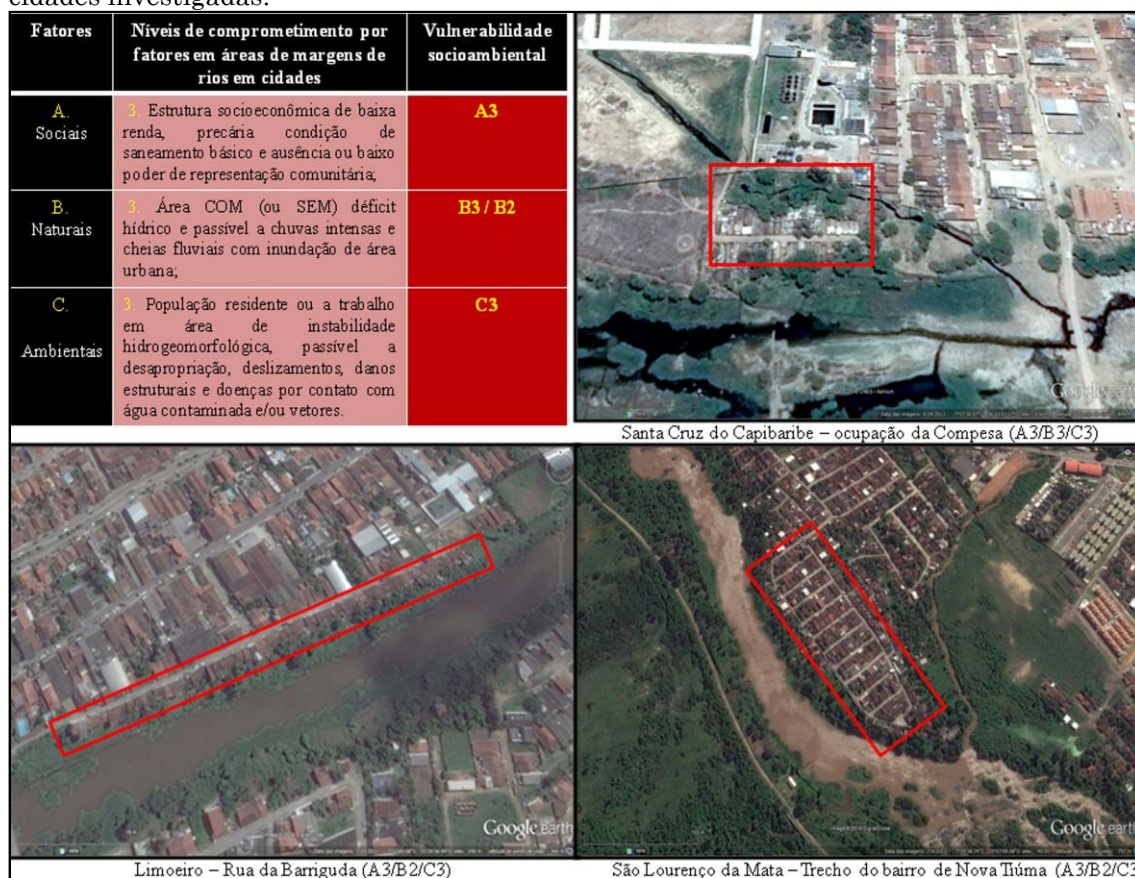 cidades investigadas.
Fatores
Níveis de comprometimento por
fatores em áreas de margens de
rios em cidades
Vulnerabilidade
socioambiental
A.
Sociais
3. Estrutura socioeconômica de baixa
renda, precária condição de
saneamento básico e ausência ou baixo
poder de representação comunitária;
A3
B.
Naturais
3. Área COM (ou SEM) déficit
hídrico e passível a chuvas intensas e
cheias fluviais com inundação de área
urbana;
B3 / B2
C.
Ambientais
3. População residente ou a trabalho
em área de instabilidade
hidrogeomorfológica, passível a
desapropriação, deslizamentos, danos
estruturais e doenças por contato com
água contaminada e/ou vetores.
C3
Google earth
Santa Cruz do Capibaribe – ocupação da Compesa (A3/B3/C3)
Google earth
Limoeiro – Rua da Barriguda (A3/B2/C3)
Google earth
São Lourenço da Mata – Trecho do bairro de Nova Tiúma (A3/B2/C3